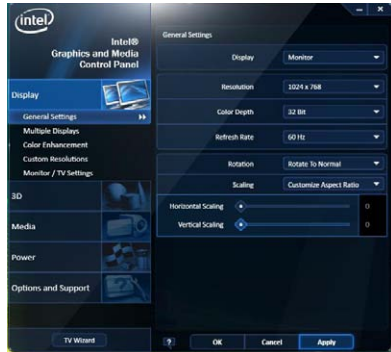 intel
Intel®
Graphics and Media
Control Panel
Display
General Settings
Multiple Displays
Color Enhancement
Custom Resolutions
Monitor / TV Settings
3D
Media
Power
Options and Support
TV Wizard
General Settings
Display Monitor
Resolution 1024 x 768
Color Depth 32 Bit
Refresh Rate 60 Hz
Rotation Rotate To Normal
Scaling Customize Aspect Ratio
Horizontal Scaling 0
Vertical Scaling 0
? OK Cancel Apply